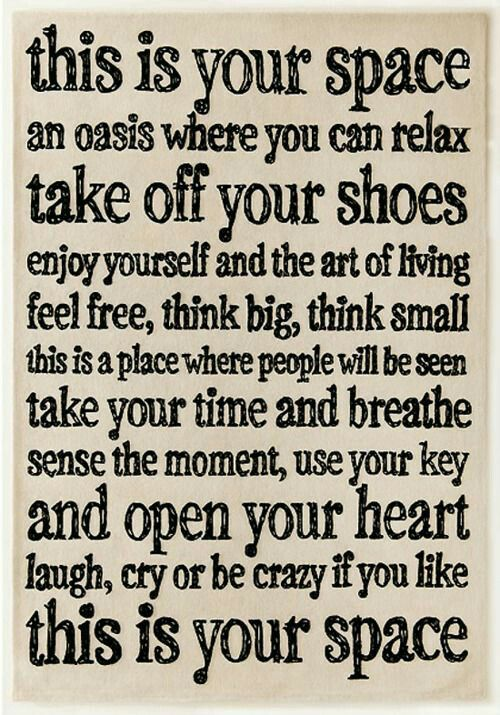 this is your space
an oasis where you can relax
take off your shoes
enjoy yourself and the art of living
feel free, think big, think small
this is a place where people will be seen
take your time and breathe
sense the moment, use your key
and open your heart
laugh, cry or be crazy if you like
this is your space